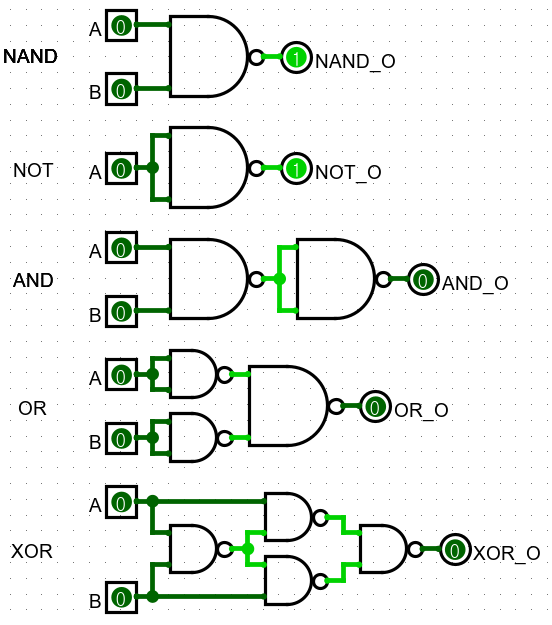 A 0
NAND 1 NAND_O
B 0
NOT A 0 1 NOT_O
A 0
AND 0 AND_O
B 0
A 0
OR 0 OR_O
B 0
A 0
XOR 0 XOR_O
B 0